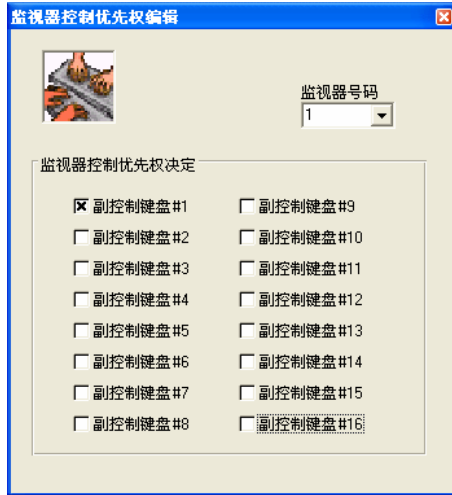 监视器控制优先权编辑
监视器号码
1
监视器控制优先权决定
副控制键盘#1
副控制键盘#2
副控制键盘#3
副控制键盘#4
副控制键盘#5
副控制键盘#6
副控制键盘#7
副控制键盘#8
副控制键盘#9
副控制键盘#10
副控制键盘#11
副控制键盘#12
副控制键盘#13
副控制键盘#14
副控制键盘#15
副控制键盘#16